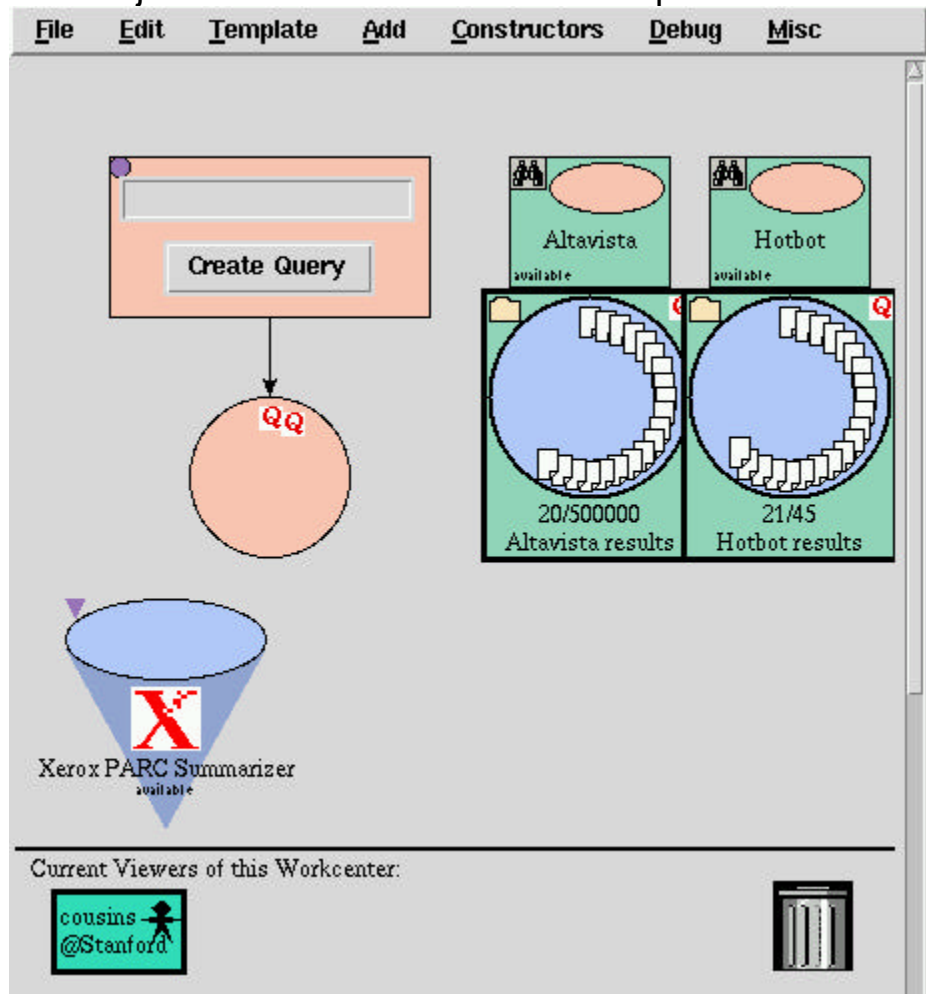 File Edit Template Add Constructors Debug Misc
Create Query
Q Q
Altavista
available
Hotbot
available
Q
Q
20/500000
Altavista results
21/45
Hotbot results
X
Xerox PARC Summarizer
available
Current Viewers of this Workcenter:
cousins
@Stanford